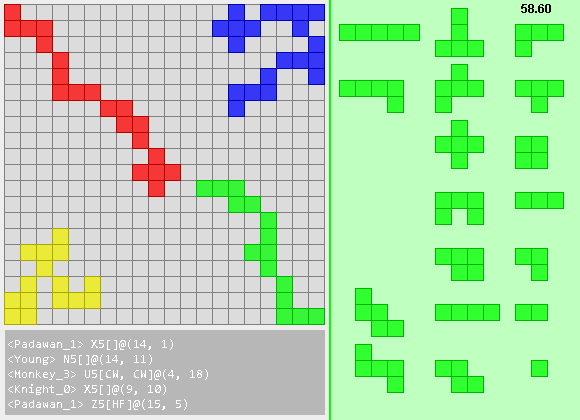 58.60
<Padawan_1> X5[]@(14, 1)
<Young> N5[]@(14, 11)
<Monkey_3> U5[CW, CW]@(4, 18)
<Knight_0> X5[]@(9, 10)
<Padawan_1> Z5[HF]@(15, 5)